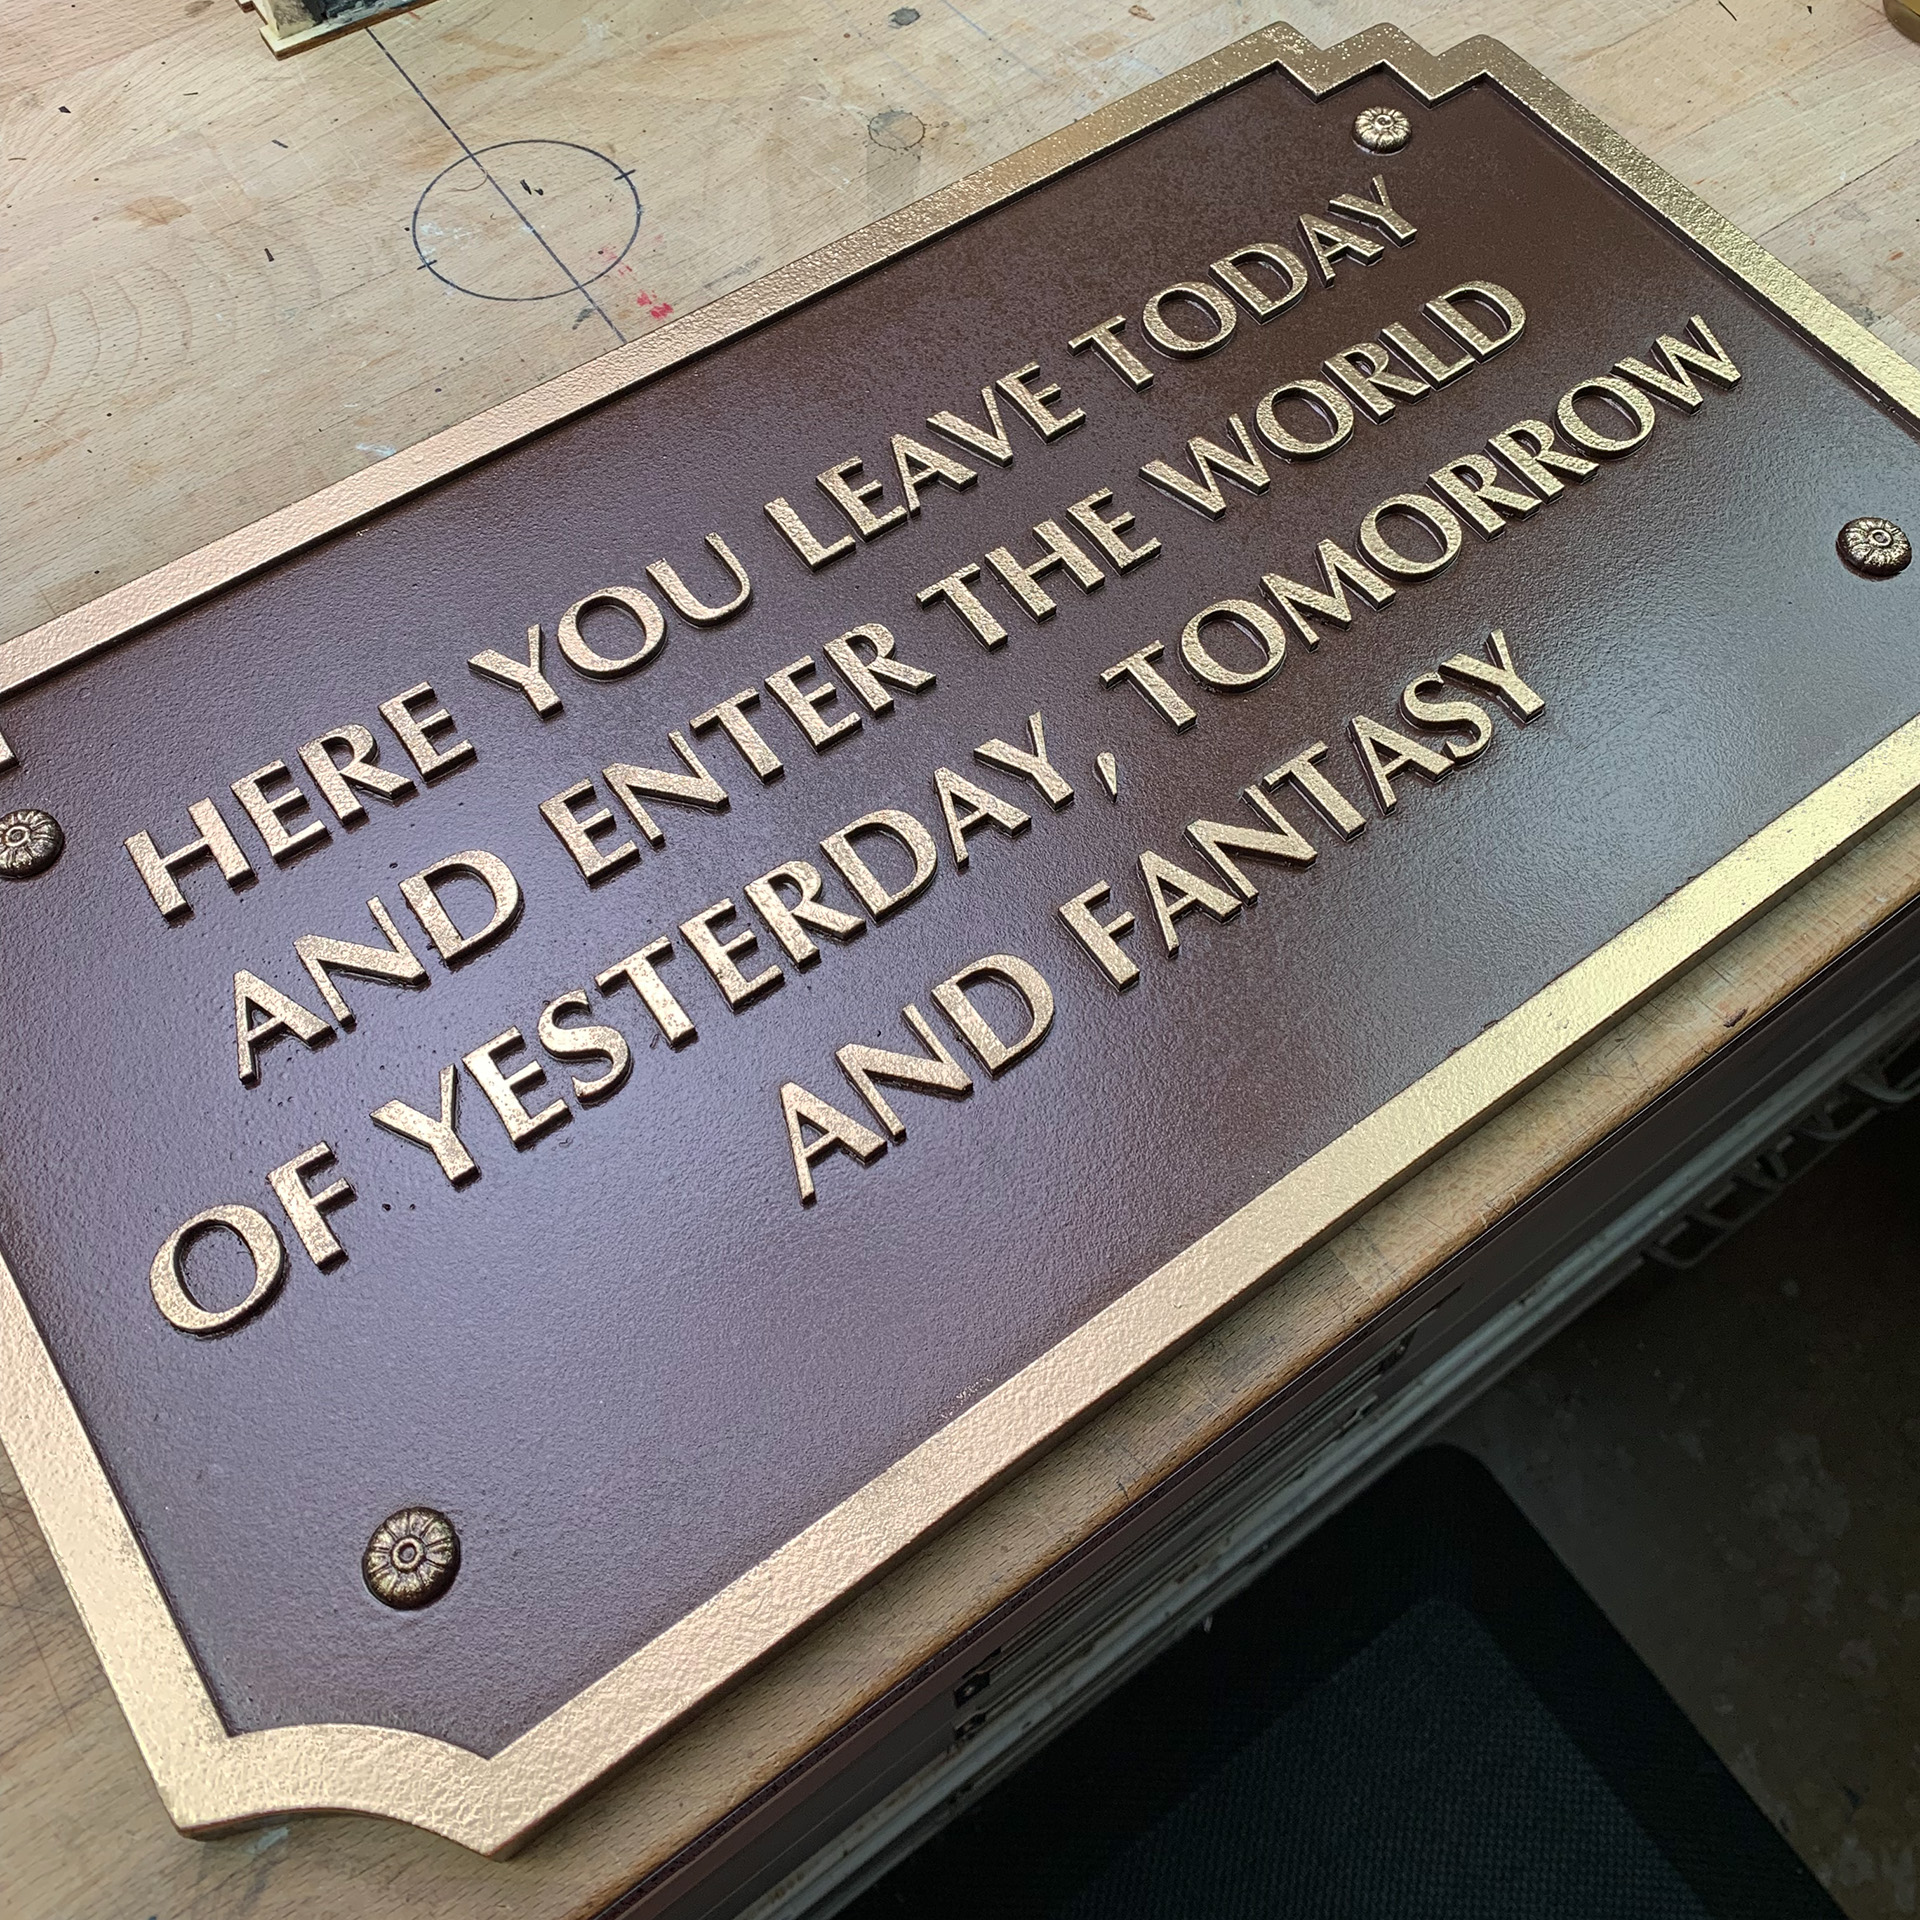 HERE YOU LEAVE TODAY
AND ENTER THE WORLD
OF YESTERDAY, TOMORROW
AND FANTASY